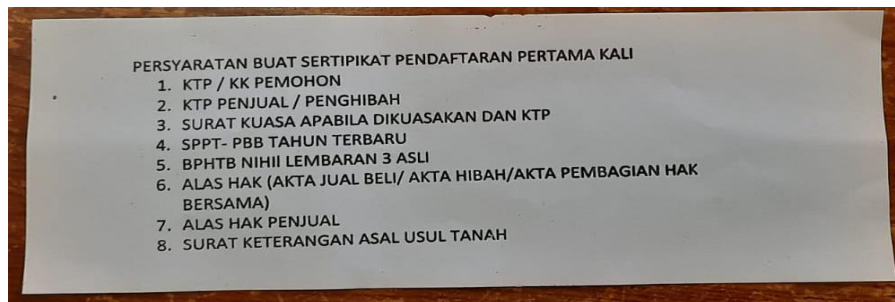 PERSYARATAN BUAT SERTIPIKAT PENDAFTARAN PERTAMA KALI
1. KTP / KK PEMOHON
2. KTP PENJUAL / PENGHIBAH
3. SURAT KUASA APABILA DIKUASAKAN DAN KTP
4. SPPT- PBB TAHUN TERBARU
5. BPHTB NIHIl LEMBARAN 3 ASLI
6. ALAS HAK (AKTA JUAL BELI/ AKTA HIBAH/AKTA PEMBAGIAN HAK
BERSAMA)
7. ALAS HAK PENJUAL
8. SURAT KETERANGAN ASAL USUL TANAH